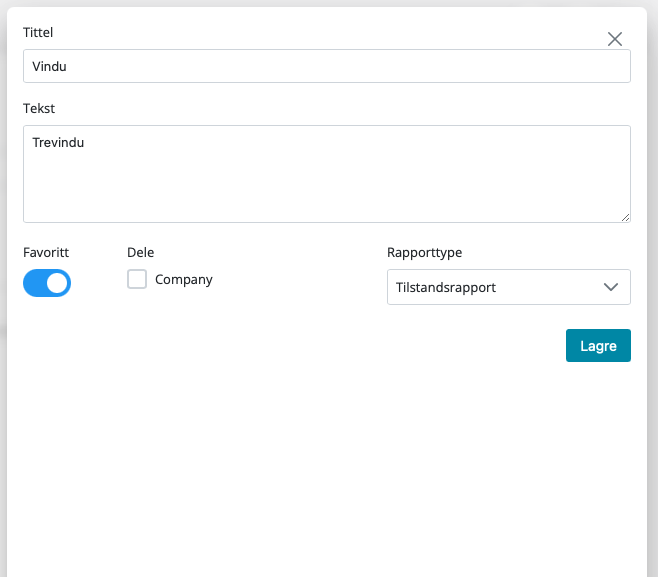 Tittel
Vindu
Tekst
Trevindu
Favoritt Dele Rapporttype
Company
Tilstandsrapport
Lagre